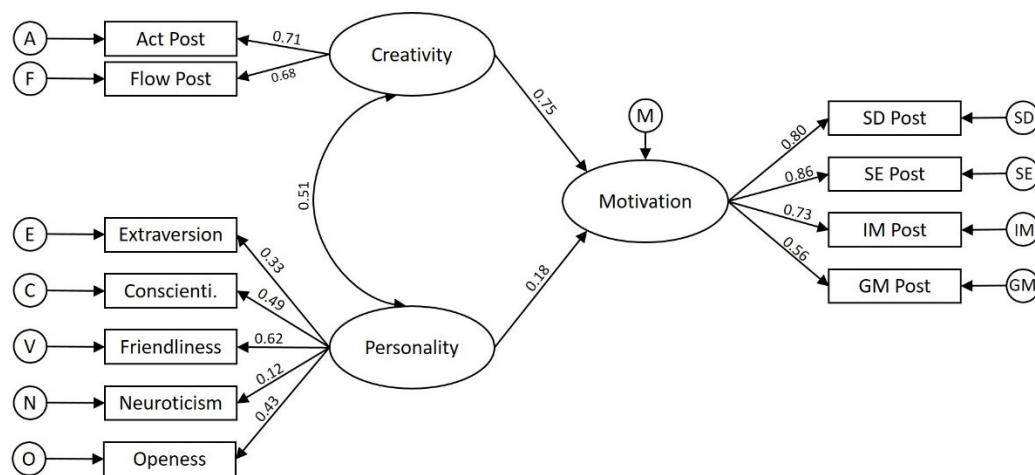 A
Act Post
0.71
Creativity
F
Flow Post
0.68
0.75
M
SD Post
SD
0.80
SE Post
SE
0.86
Motivation
0.51
0.73
IM Post
IM
0.56
GM Post
GM
E
Extraversion
0.33
0.18
C
Conscienti.
0.49
V
Friendliness
0.62
Personality
N
Neuroticism
0.12
0.43
O
Openess